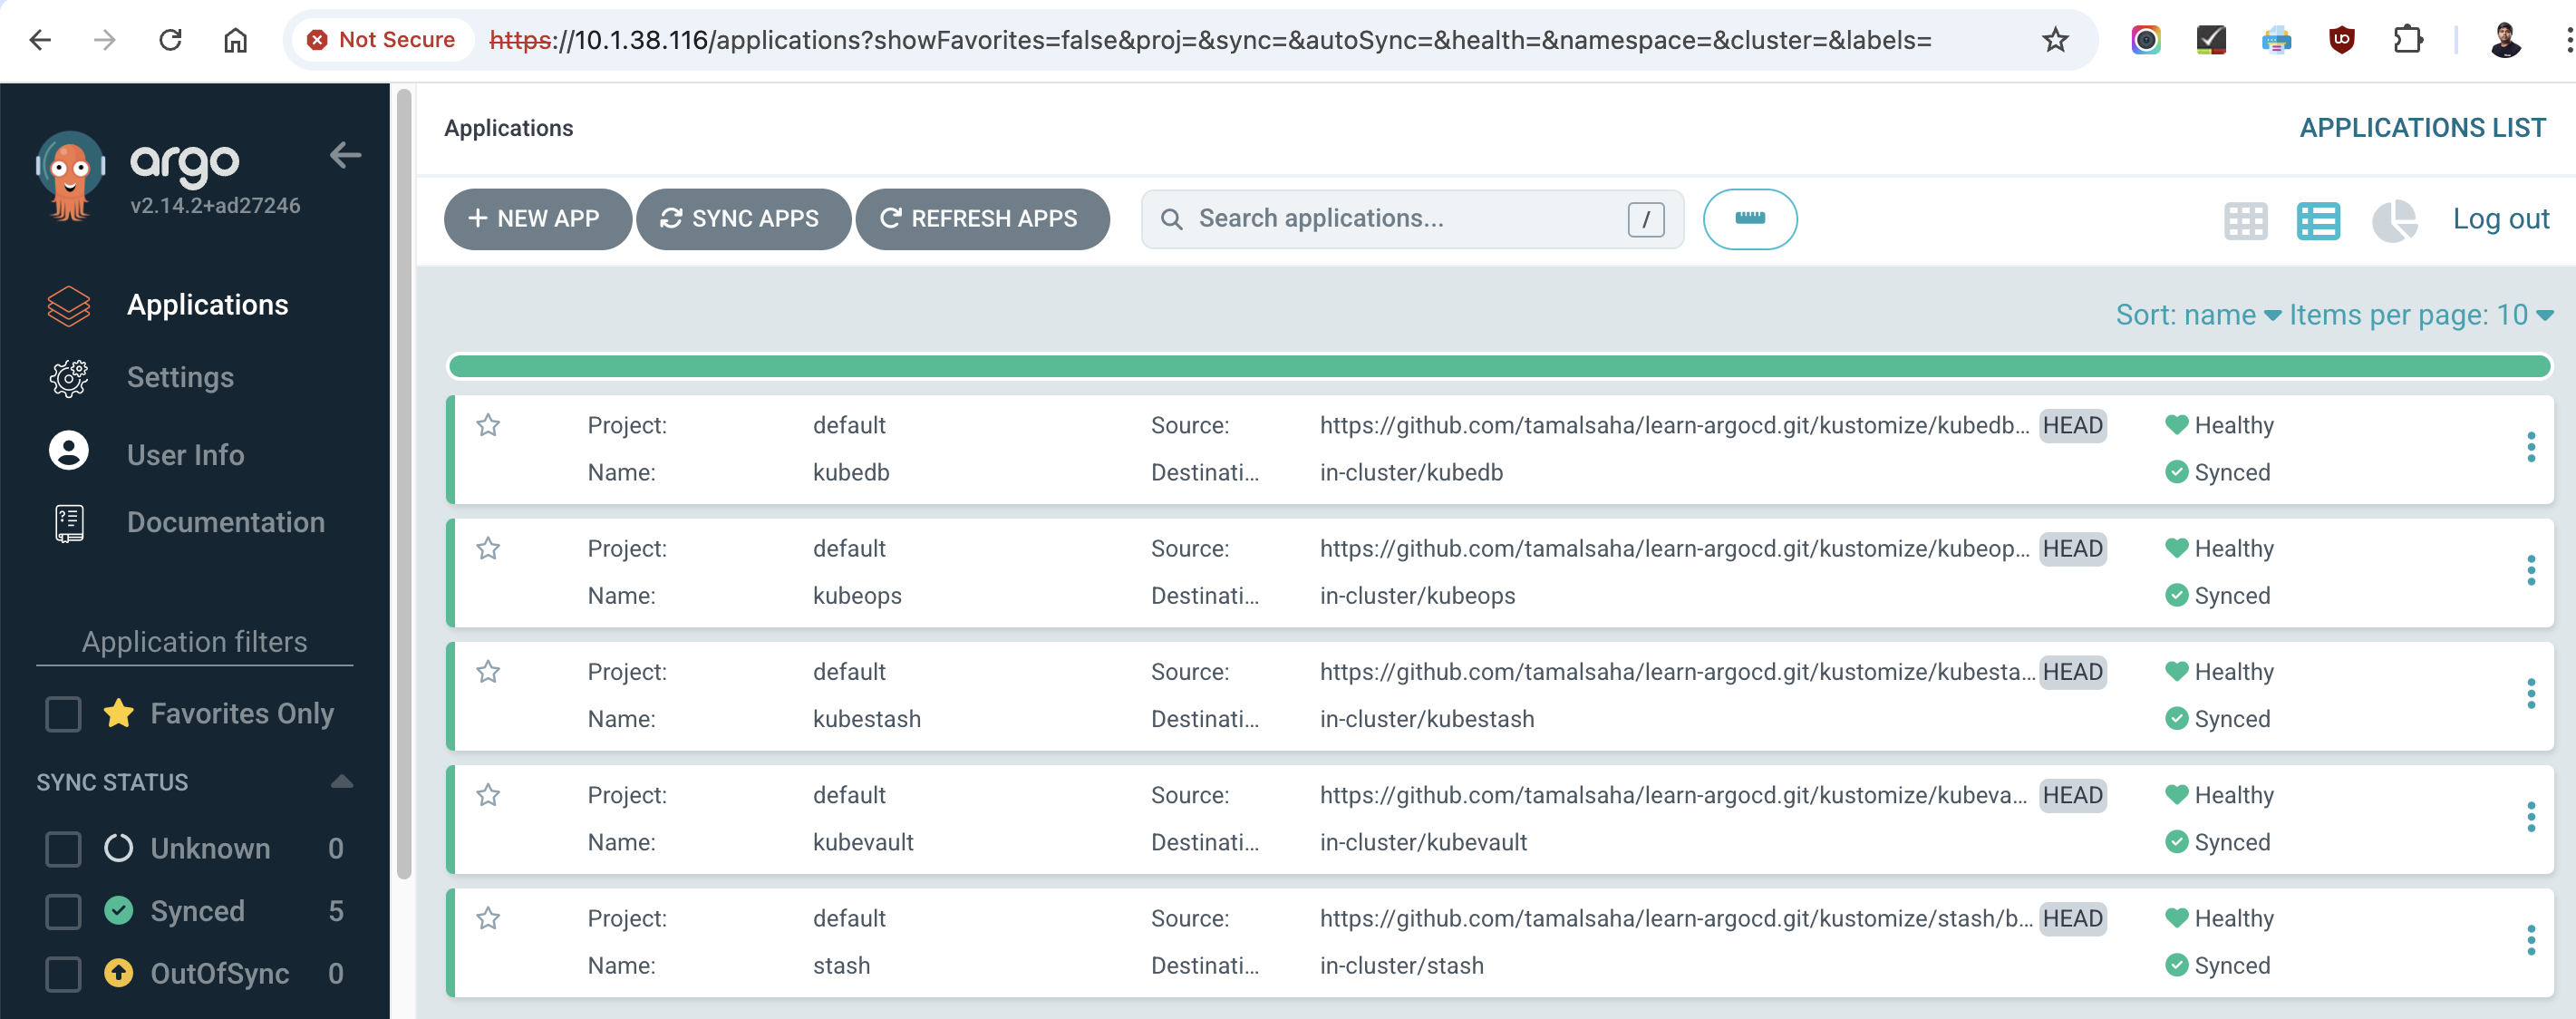 Not Secure https://10.1.38.116/applications?showFavorites=false&proj=&sync=&autoSync=&health=&namespace=&cluster=&labels=
argo
v2.14.2+ad27246
Applications
Settings
User Info
Documentation
Application filters
Favorites Only
SYNC STATUS
Unknown 0
Synced 5
OutOfSync 0
Applications
APPLICATIONS LIST
+ NEW APP SYNC APPS REFRESH APPS Search applications... / Log out
Sort: name Items per page: 10
Project: default Source: https://github.com/tamalsaha/learn-argocd.git/kustomize/kubedb... HEAD Healthy
Name: kubedb Destinati... in-cluster/kubedb Synced
Project: default Source: https://github.com/tamalsaha/learn-argocd.git/kustomize/kubeop... HEAD Healthy
Name: kubeops Destinati... in-cluster/kubeops Synced
Project: default Source: https://github.com/tamalsaha/learn-argocd.git/kustomize/kubesta... HEAD Healthy
Name: kubestash Destinati... in-cluster/kubestash Synced
Project: default Source: https://github.com/tamalsaha/learn-argocd.git/kustomize/kubeva... HEAD Healthy
Name: kubevault Destinati... in-cluster/kubevault Synced
Project: default Source: https://github.com/tamalsaha/learn-argocd.git/kustomize/stash/b... HEAD Healthy
Name: stash Destinati... in-cluster/stash Synced